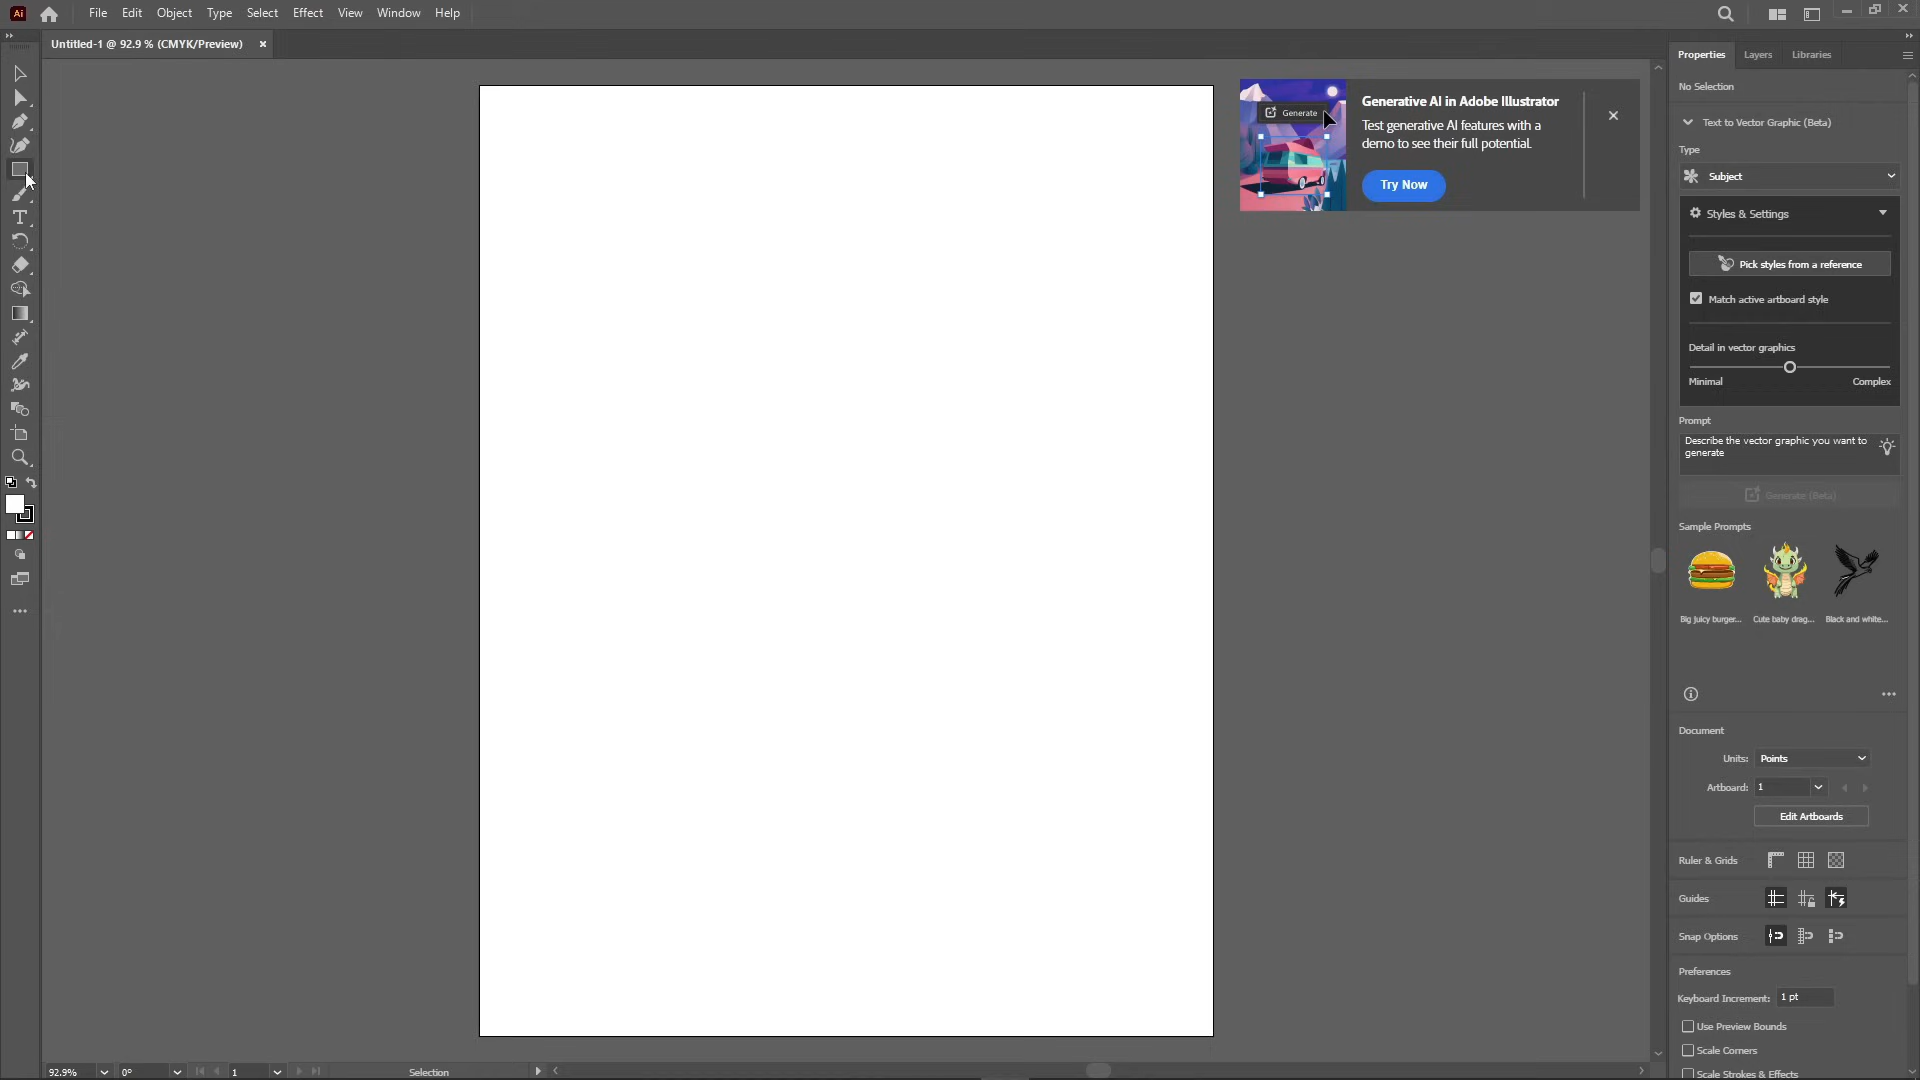 Ai
File Edit Object Type Select Effect View Window Help
Untitled-1 @ 92.9 % (CMYK/Preview)
Properties Layers Libraries
No Selection
Text to Vector Graphic (Beta)
Type
Subject
Styles & Settings
Pick styles from a reference
Match active artboard style
Detail in vector graphics
Minimal Complex
Prompt
Describe the vector graphic you want to
generate
Generate (Beta)
Sample Prompts
Big juicy burger... Cute baby drag... Black and white...
Document
Units: Points
Artboard: 1
Edit Artboards
Ruler & Grids
Guides
Snap Options
Preferences
Keyboard Increment: 1 pt
Use Preview Bounds
Scale Corners
Scale Strokes & Effects
Generate
Generative AI in Adobe Illustrator
Test generative AI features with a
demo to see their full potential.
Try Now
T
92.9% 0° 1 Selection